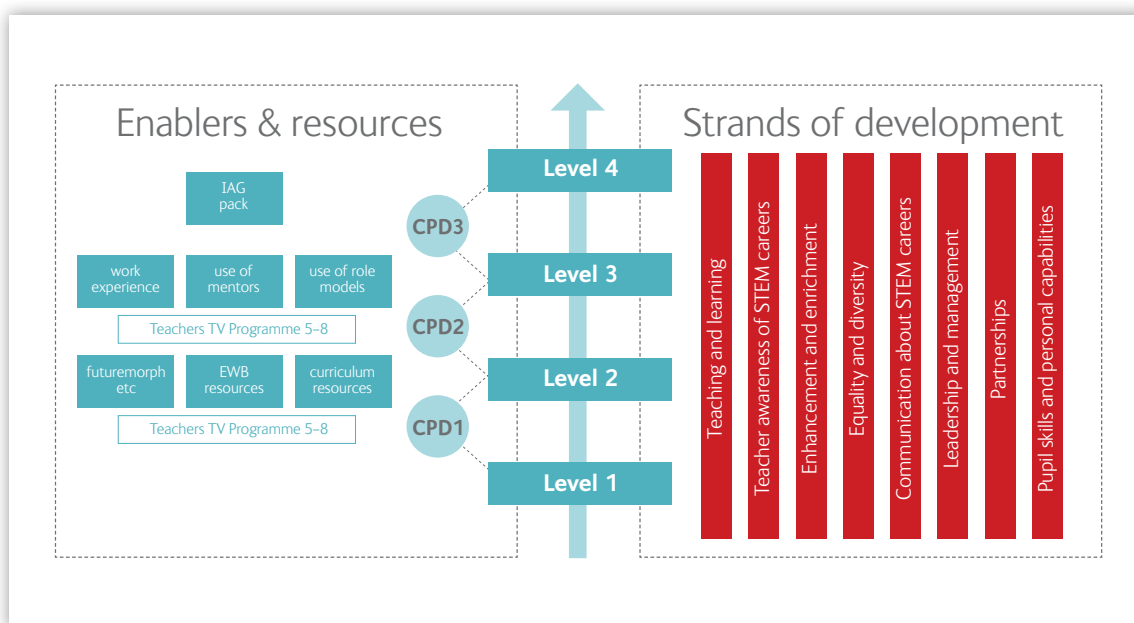 Enablers & resources
IAG
pack
work
experience
use of
mentors
use of role
models
Teachers TV Programme 5–8
futuremorph
etc
EWB
resources
curriculum
resources
Teachers TV Programme 5–8
CPD3
CPD2
CPD1
Level 4
Level 3
Level 2
Level 1
Strands of development
Teaching and learning
Teacher awareness of STEM careers
Enhancement and enrichment
Equality and diversity
Communication about STEM careers
Leadership and management
Partnerships
Pupil skills and personal capabilities